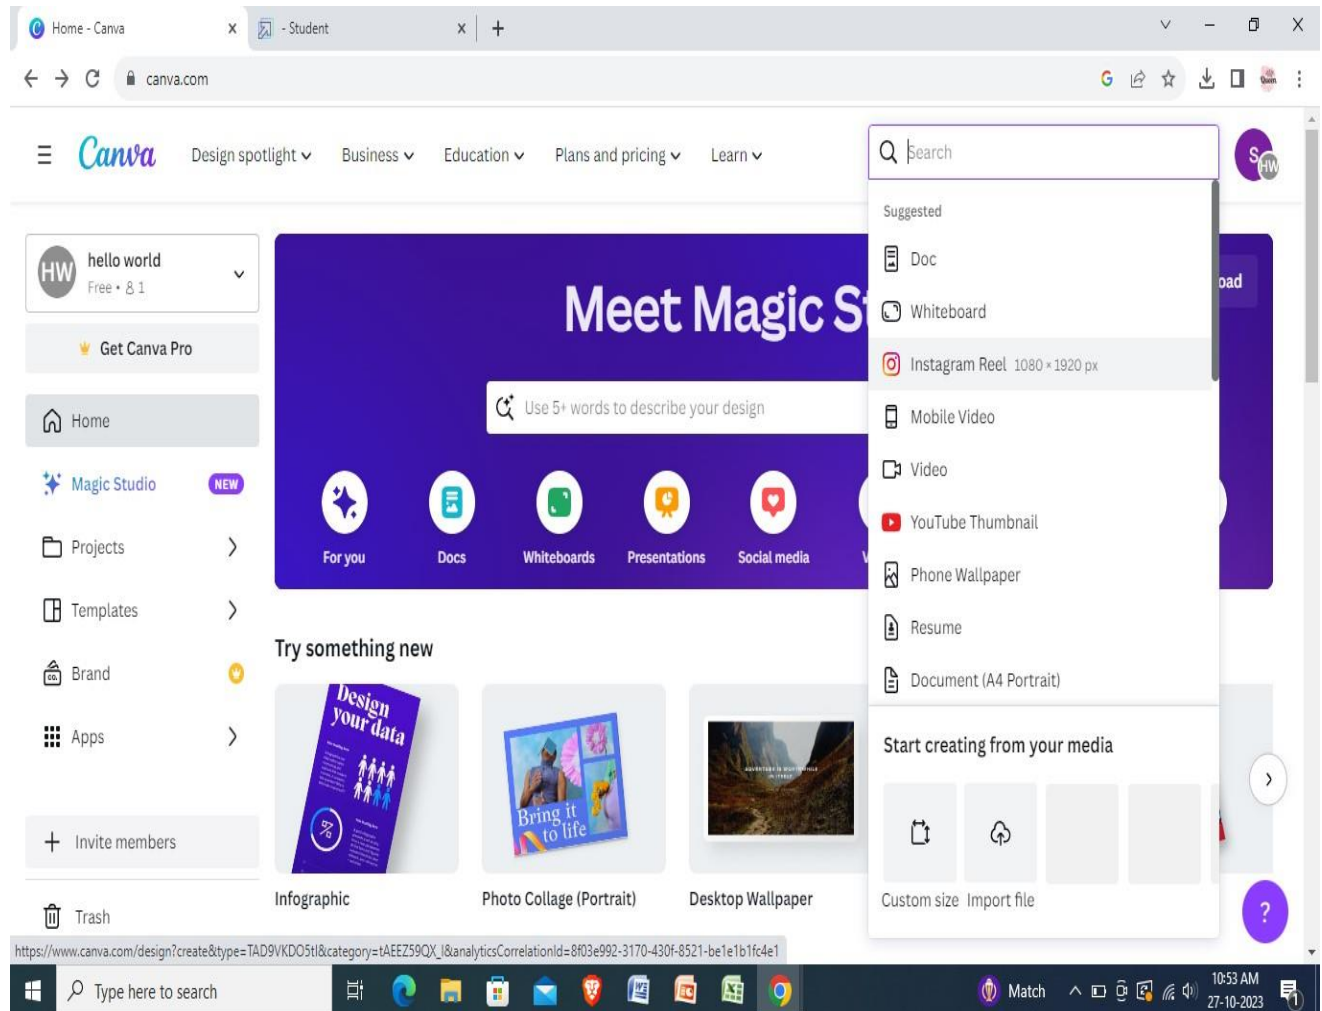 Home - Canva
- Student
canva.com
Canva
Design spotlight
Business
Education
Plans and pricing
Learn
Search
S
HW
HW
hello world
Free • 1
Get Canva Pro
Home
Magic Studio NEW
Projects
Templates
CO.
Brand
Apps
Invite members
Trash
Meet Magic S
oad
Use 5+ words to describe your design
For you
Docs
Whiteboards
Presentations
Social media
V
Try something new
Design
your data
%
Infographic
Bring it
to life
Photo Collage (Portrait)
Desktop Wallpaper
Suggested
Doc
Whiteboard
Instagram Reel 1080 × 1920 px
Mobile Video
Video
YouTube Thumbnail
Phone Wallpaper
Resume
Document (A4 Portrait)
Start creating from your media
Custom size
Import file
?
https://www.canva.com/design?create&type=TAD9VKDO5tI&category=tAEEZ59QX_I&analyticsCorrelationId=8f03e992-3170-430f-8521-be1e1b1fc4e1
Type here to search
Match
10:53 AM
27-10-2023
1